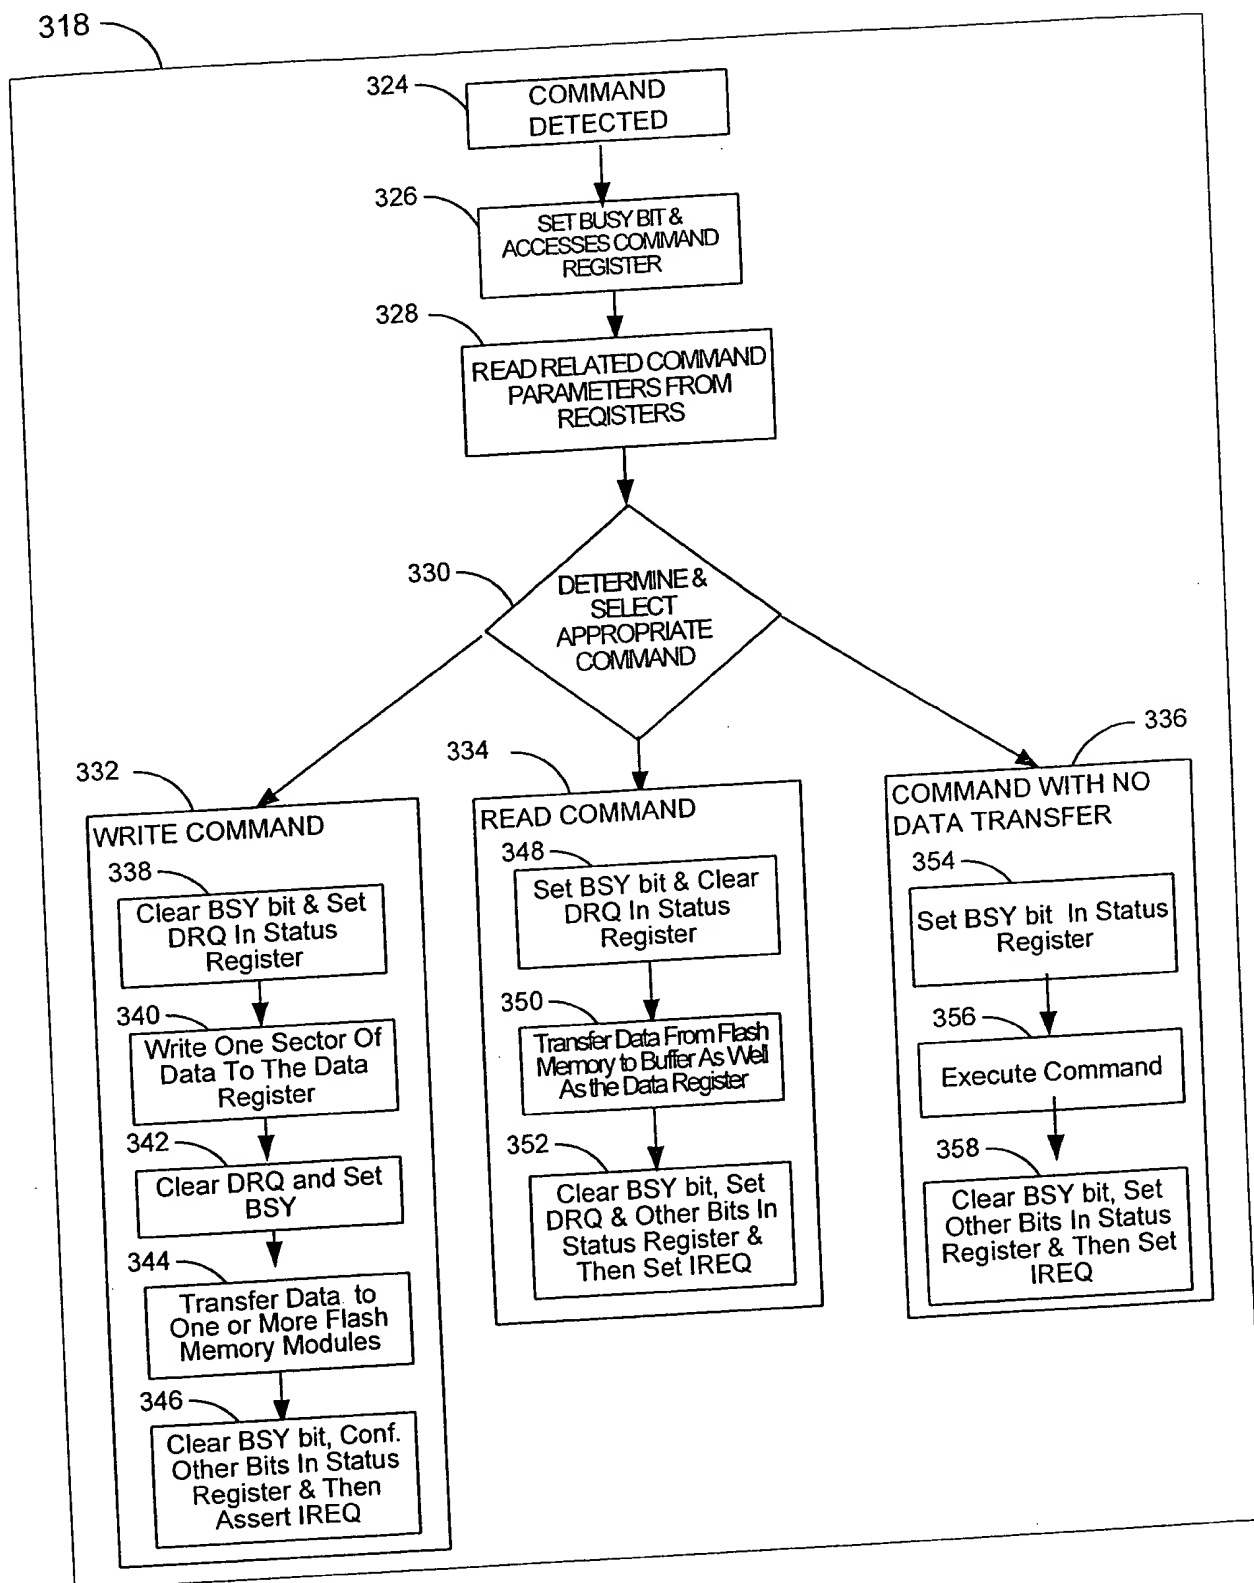 318
324
COMMAND
DETECTED
326
SET BUSY BIT &
ACCESSES COMMAND
REGISTER
328
READ RELATED COMMAND
PARAMETERS FROM
REQISTERS
330
DETERMINE &
SELECT
APPROPRIATE
COMMAND
332
WRITE COMMAND
338
Clear BSY bit & Set
DRQ In Status
Register
340
Write One Sector Of
Data To The Data
Register
342
Clear DRQ and Set
BSY
344
Transfer Data to
One or More Flash
Memory Modules
346
Clear BSY bit, Conf.
Other Bits In Status
Register & Then
Assert IREQ
334
READ COMMAND
348
Set BSY bit & Clear
DRQ In Status
Register
350
Transfer Data From Flash
Memory to Buffer As Well
As the Data Register
352
Clear BSY bit, Set
DRQ & Other Bits In
Status Register &
Then Set IREQ
336
COMMAND WITH NO
DATA TRANSFER
354
Set BSY bit In Status
Register
356
Execute Command
358
Clear BSY bit, Set
Other Bits In Status
Register & Then Set
IREQ